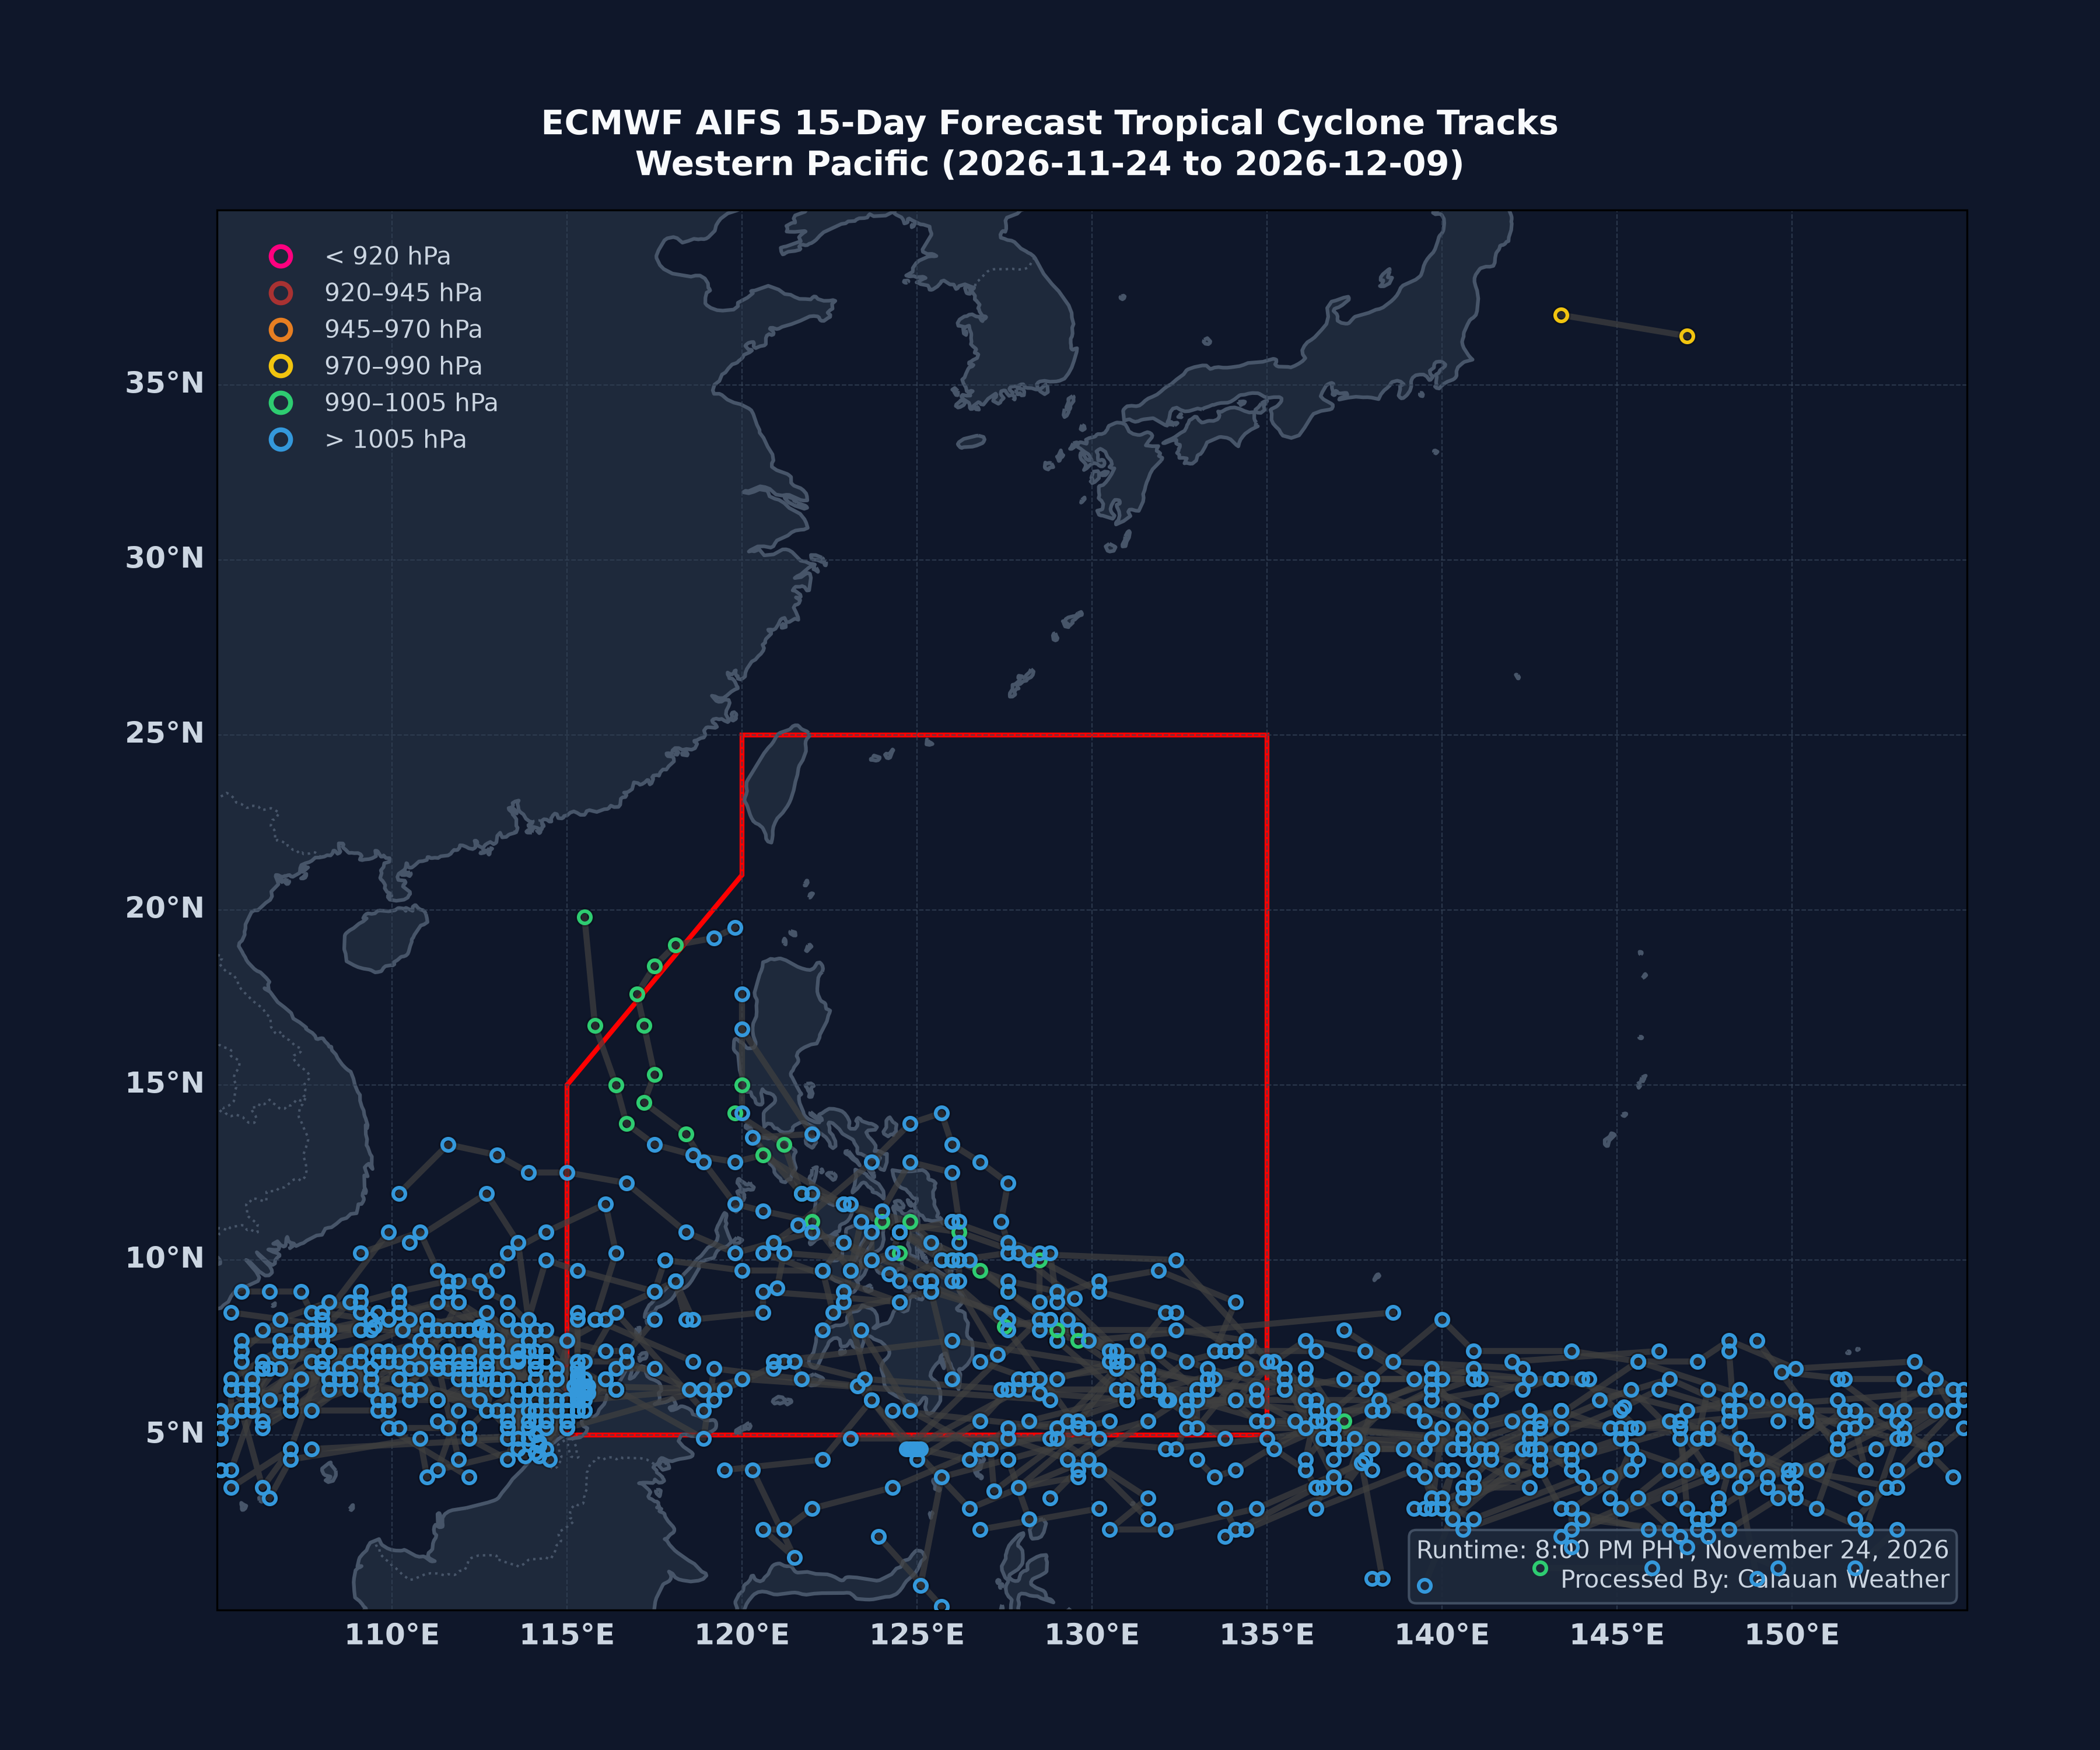 ECMWF AIFS 15-Day Forecast Tropical Cyclone Tracks
Western Pacific (2026-11-24 to 2026-12-09)
< 920 hPa
920–945 hPa
945–970 hPa
970–990 hPa
990–1005 hPa
> 1005 hPa
35°N
30°N
25°N
20°N
15°N
10°N
5°N
Runtime: 8:00 PM PHT, November 24, 2026
Processed By: Calauan Weather
110°E 115°E 120°E 125°E 130°E 135°E 140°E 145°E 150°E